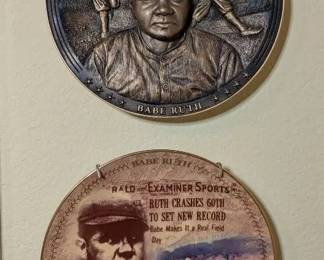 BABE RUTH
BABE RUTH
RALD AND EXAMINER SPORTS
RUTH CRASHES 60TH
TO SET NEW RECORD
Babe Makes It a Real Field
Day